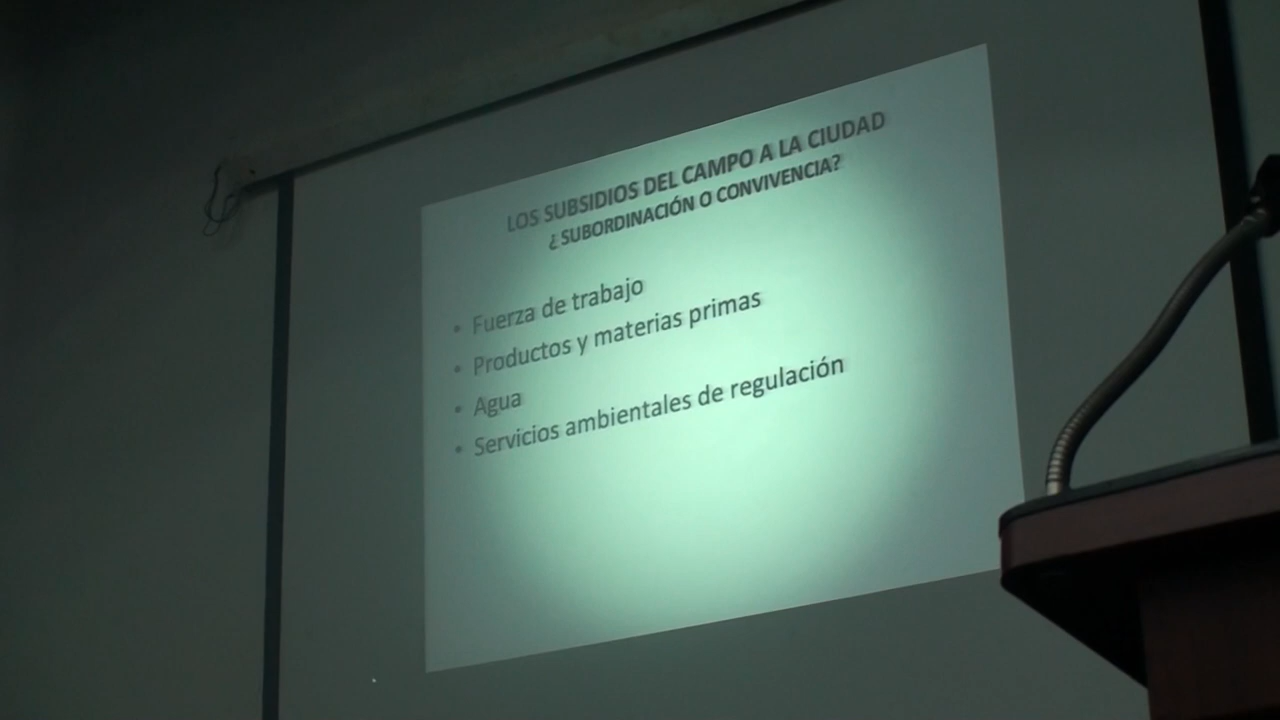 LOS SUBSIDIOS DEL CAMPO A LA CIUDAD
¿ SUBORDINACIÓN O CONVIVENCIA?
• Fuerza de trabajo
• Productos y materias primas
• Agua
• Servicios ambientales de regulación